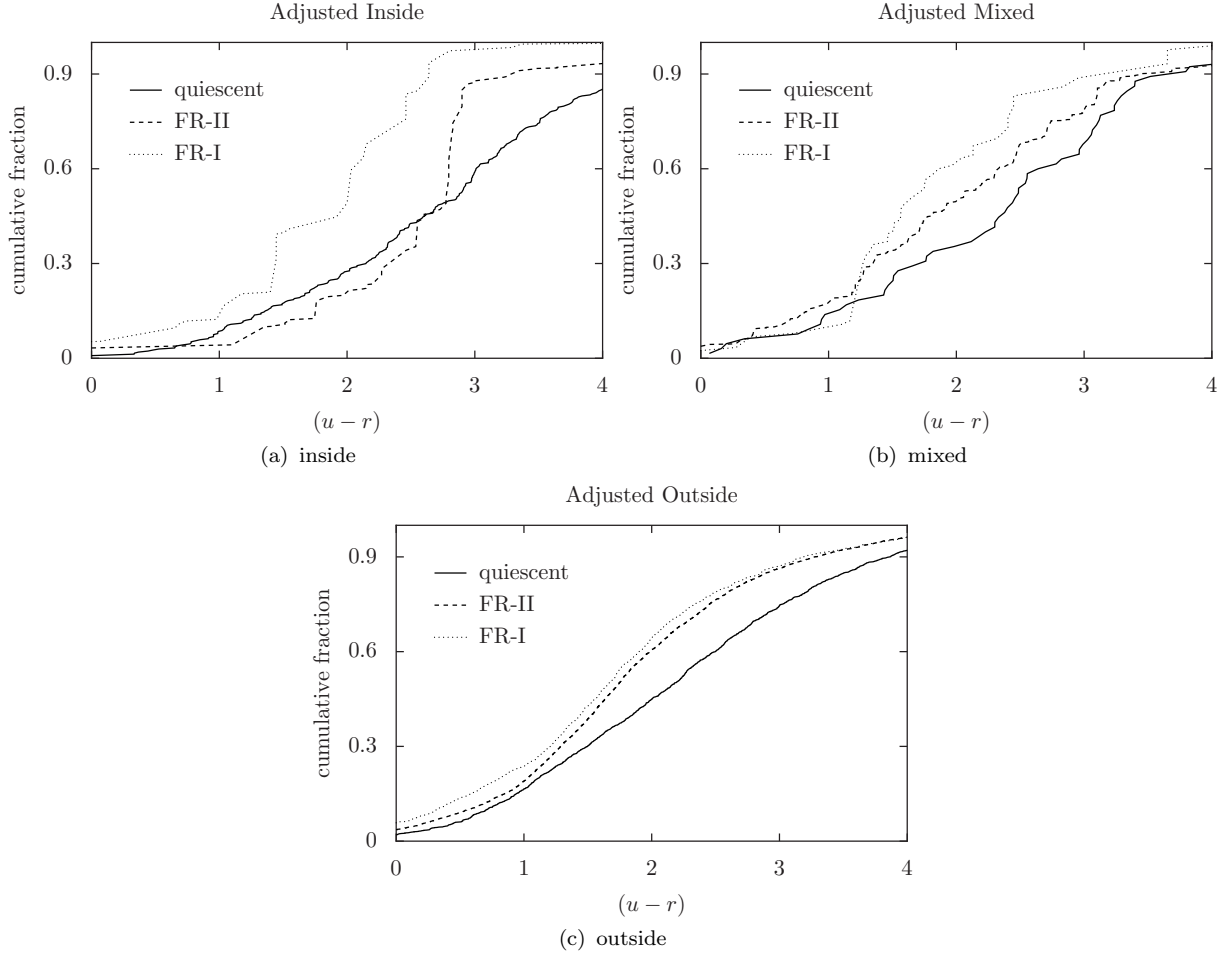 Adjusted Inside
cumulative fraction
0.9
0.6
0.3
0
quiescent
FR-II
FR-I
0 1 2 3 4
(u − r)
(a) inside
Adjusted Mixed
cumulative fraction
0.9
0.6
0.3
0
quiescent
FR-II
FR-I
0 1 2 3 4
(u − r)
(b) mixed
Adjusted Outside
cumulative fraction
0.9
0.6
0.3
0
quiescent
FR-II
FR-I
0 1 2 3 4
(u − r)
(c) outside